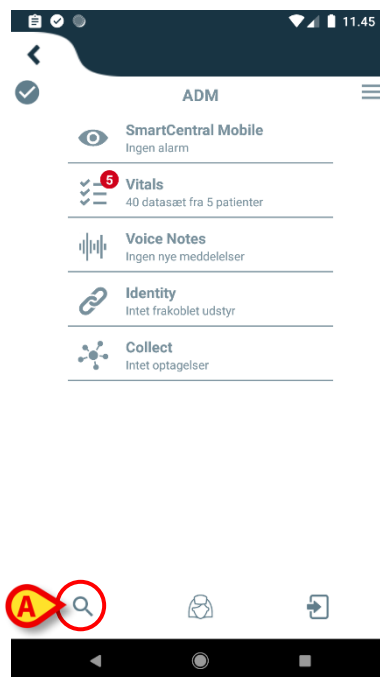 11.45
ADM
SmartCentral Mobile
Ingen alarm
5
Vitals
40 datasæt fra 5 patienter
Voice Notes
Ingen nye meddelelser
Identity
Intet frakoblet udstyr
Collect
Intet optagelser
A